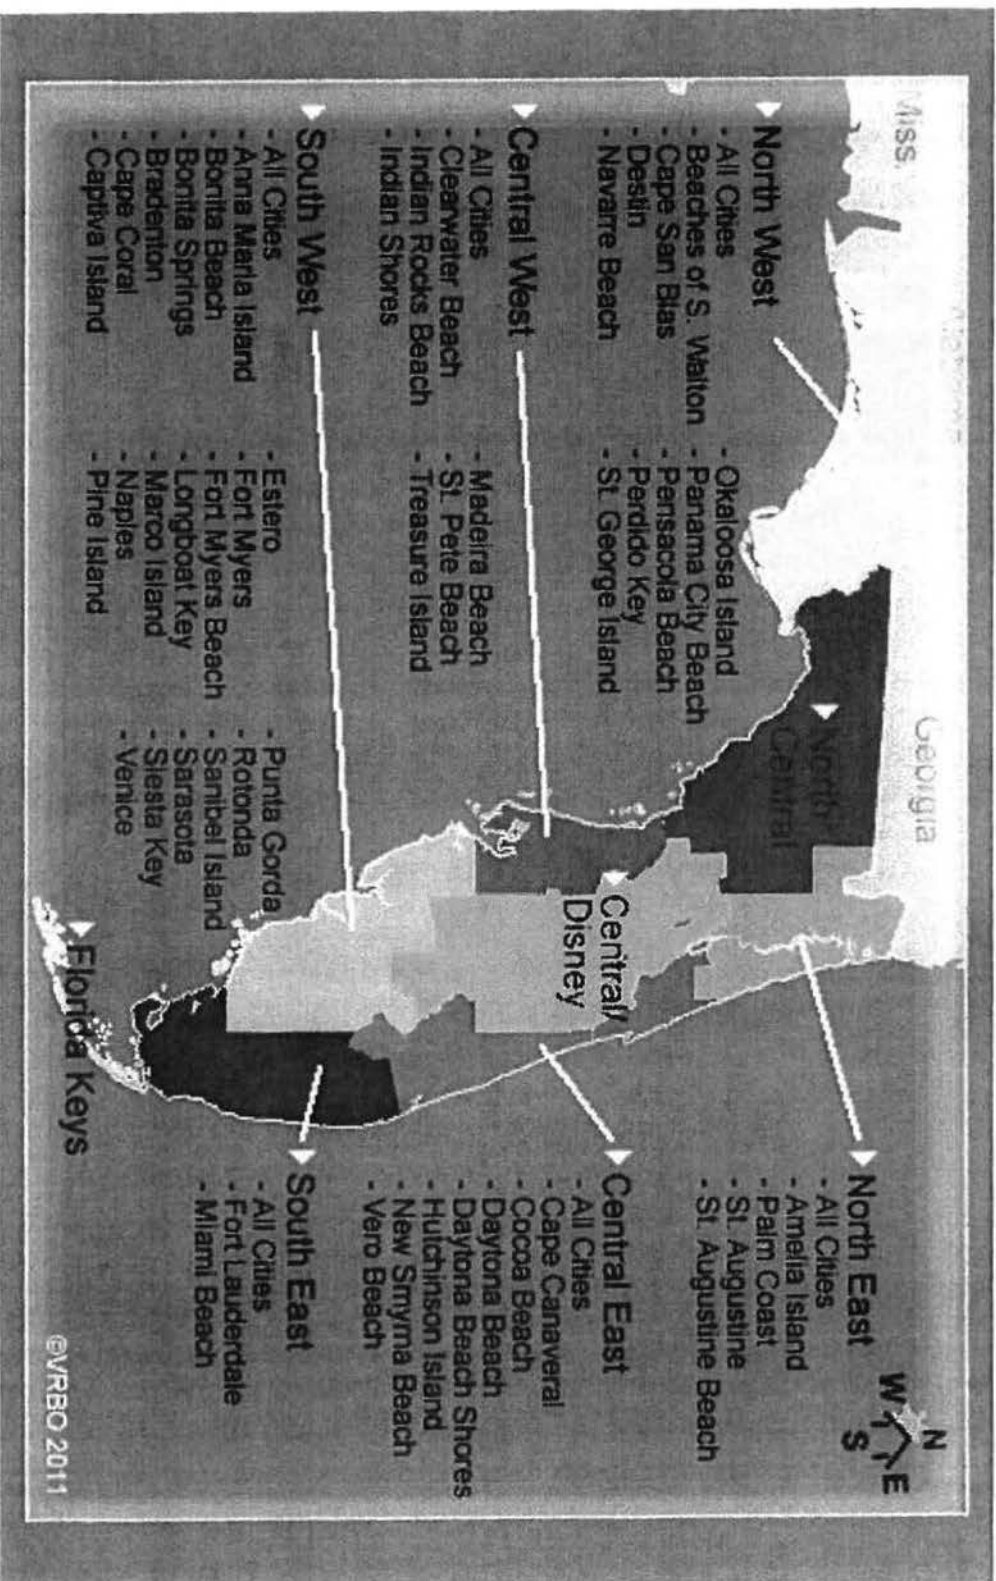 Miss.
Alabama
Georgia
North West
- All Cities
- Beaches of S. Walton
- Cape San Blas
- Destin
- Navarre Beach
- Okaloosa Island
- Panama City Beach
- Pensacola Beach
- Perdido Key
- St. George Island
North Central
Central West
- All Cities
- Clearwater Beach
- Indian Rocks Beach
- Indian Shores
- Madeira Beach
- St. Pete Beach
- Treasure Island
Central/
Disney
South West
- All Cities
- Anna Maria Island
- Bonita Beach
- Bonita Springs
- Bradenton
- Cape Coral
- Captiva Island
- Estero
- Fort Myers
- Fort Myers Beach
- Longboat Key
- Marco Island
- Naples
- Pine Island
- Punta Gorda
- Rotonda
- Sanibel Island
- Sarasota
- Siesta Key
- Venice
Florida Keys
N
W
E
S
North East
- All Cities
- Amelia Island
- Palm Coast
- St. Augustine
- St. Augustine Beach
Central East
- All Cities
- Cape Canaveral
- Cocoa Beach
- Daytona Beach
- Daytona Beach Shores
- Hutchinson Island
- New Smyrna Beach
- Vero Beach
South East
- All Cities
- Fort Lauderdale
- Miami Beach
©VRBO 2011